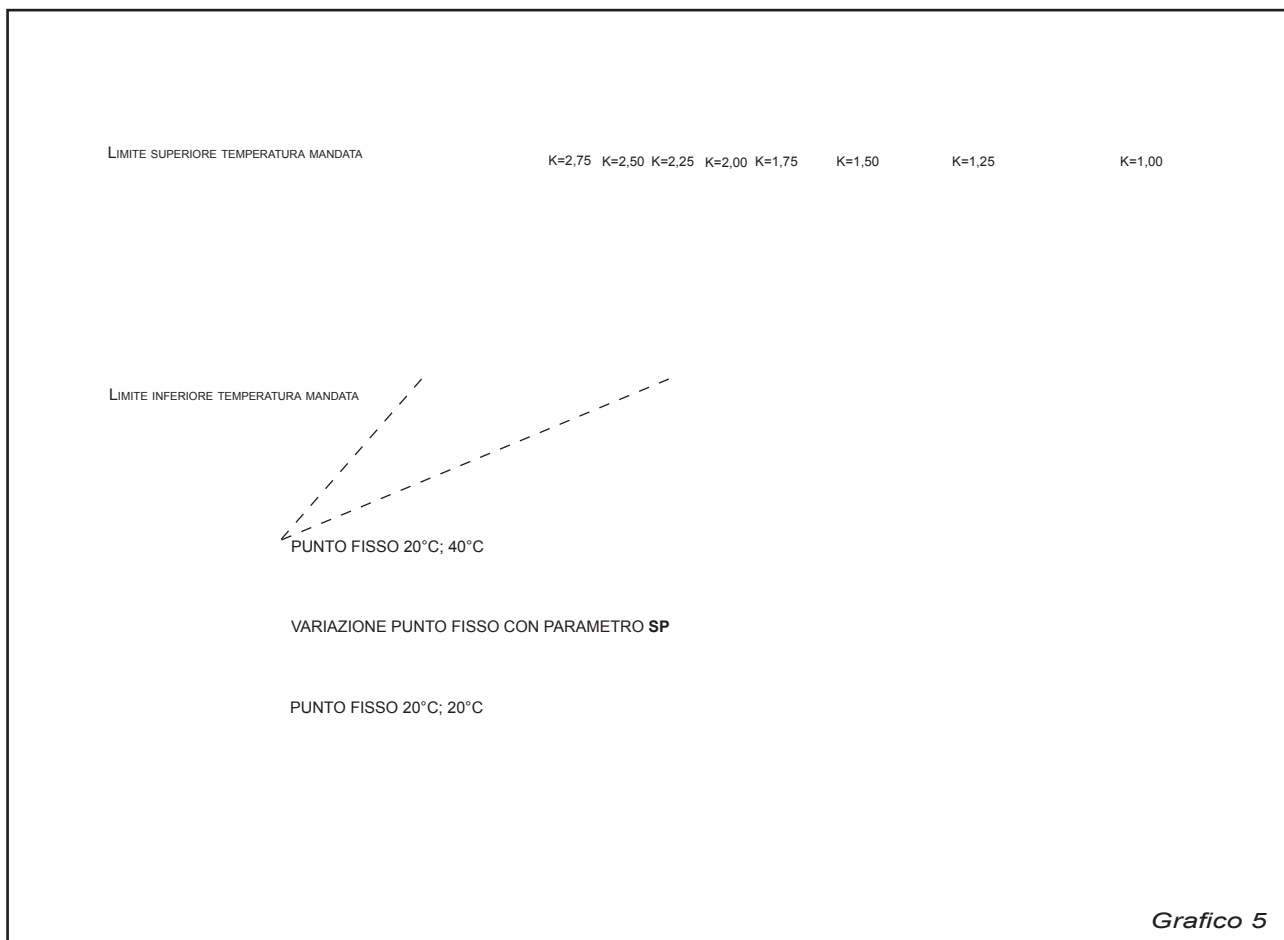 LIMITE SUPERIORE TEMPERATURA MANDATA
K=2,75 K=2,50 K=2,25 K=2,00 K=1,75 K=1,50 K=1,25 K=1,00
LIMITE INFERIORE TEMPERATURA MANDATA
PUNTO FISSO 20°C; 40°C
VARIAZIONE PUNTO FISSO CON PARAMETRO SP
PUNTO FISSO 20°C; 20°C
Grafico 5